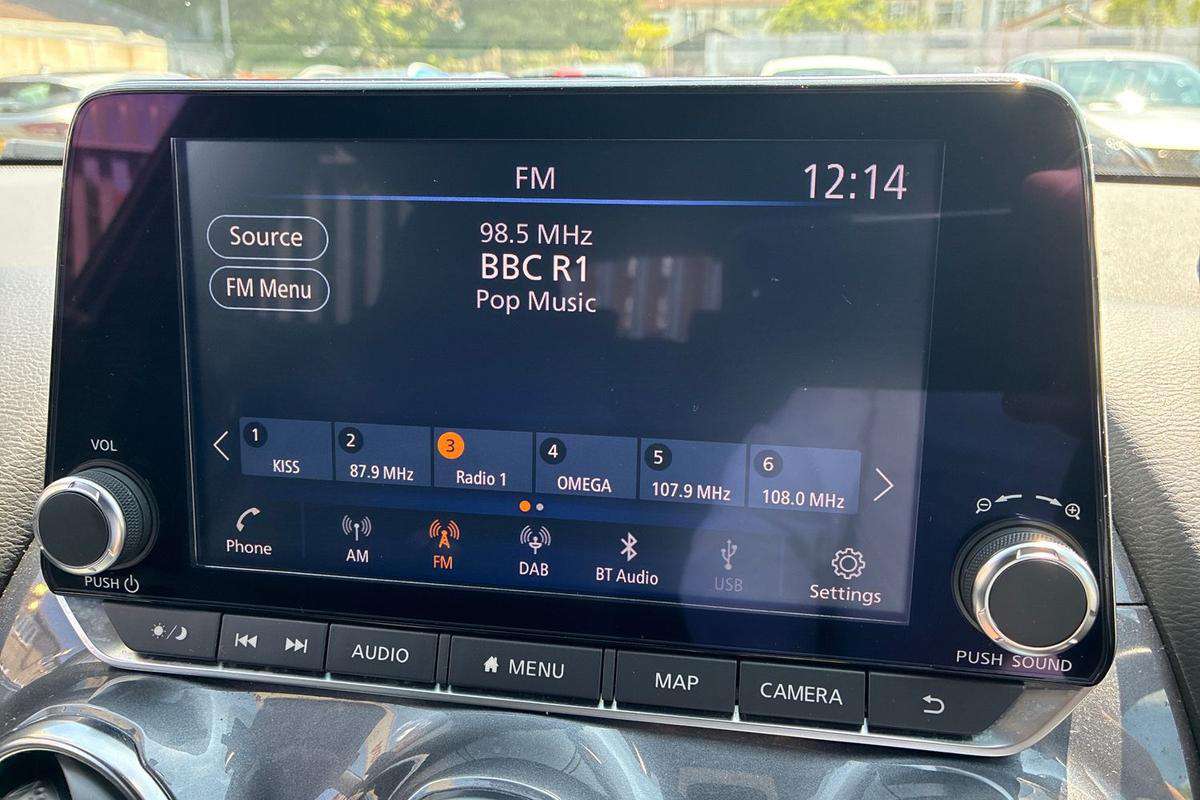 FM
12:14
Source
98.5 MHz
BBC R1
FM Menu
Pop Music
1
2
3
4
5
6
KISS
87.9 MHz
Radio 1
OMEGA
107.9 MHz
108.0 MHz
VOL
PUSH
Phone
AM
FM
DAB
BT Audio
USB
Settings
PUSH SOUND
AUDIO
MENU
MAP
CAMERA